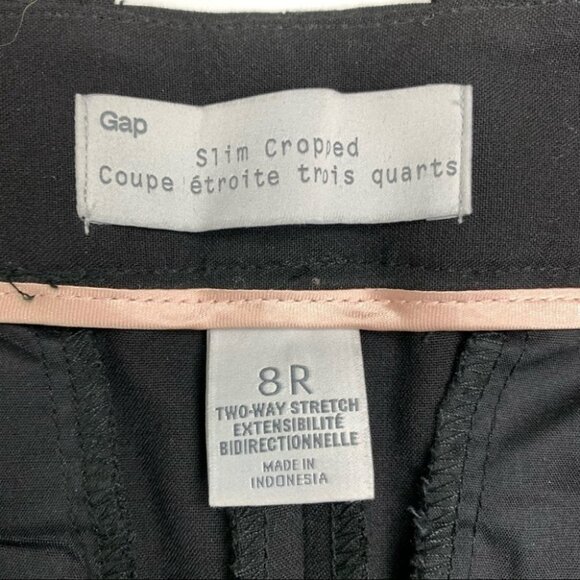 Gap
Slim Cropped
Coupe étroite trois quarts
8R
TWO-WAY STRETCH
EXTENSIBILITÉ
BIDIRECTIONNELLE
MADE IN
INDONESIA